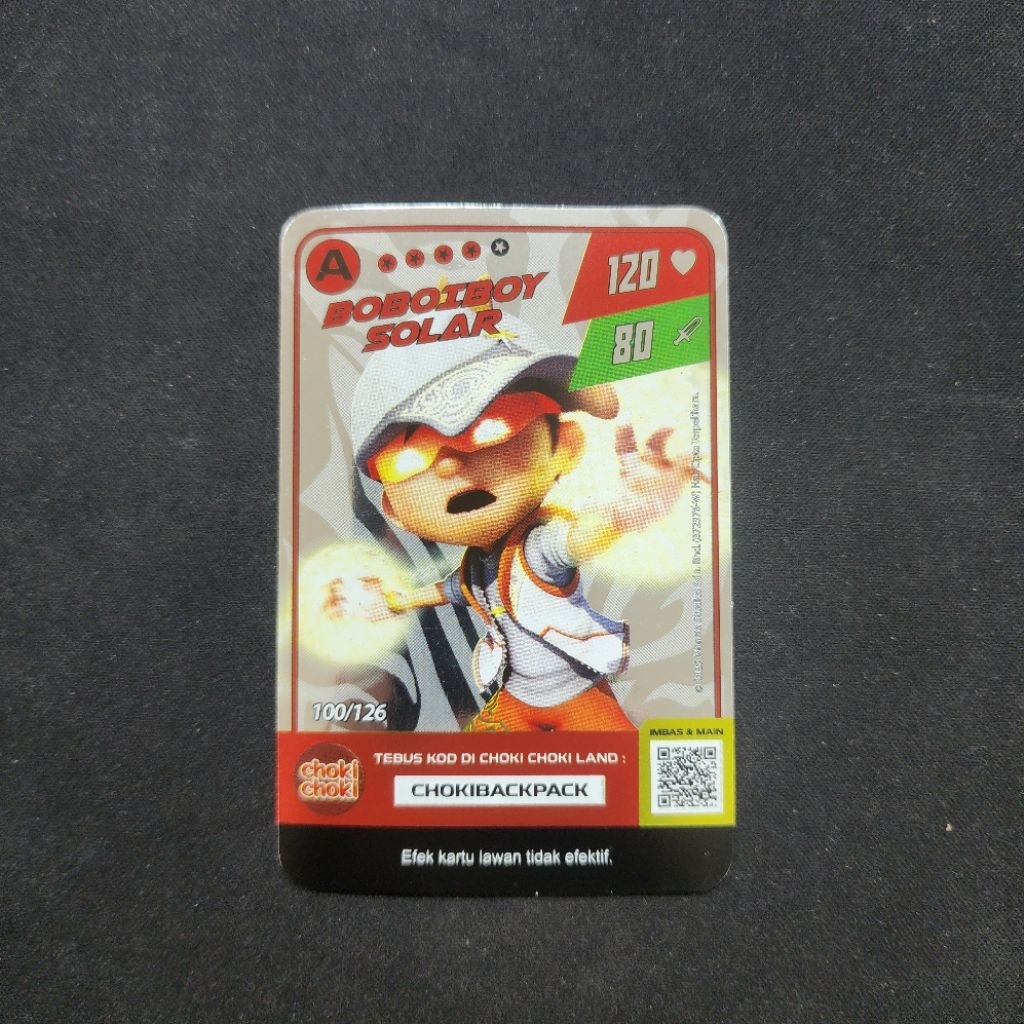 A
BOBOIBOY
SOLAR
120
80
100/126
choki
choki
TEBUS KOD DI CHOKI CHOKI LAND :
CHOKIBACKPACK
IMBAS & MAIN
Efek kartu lawan tidak efektif.